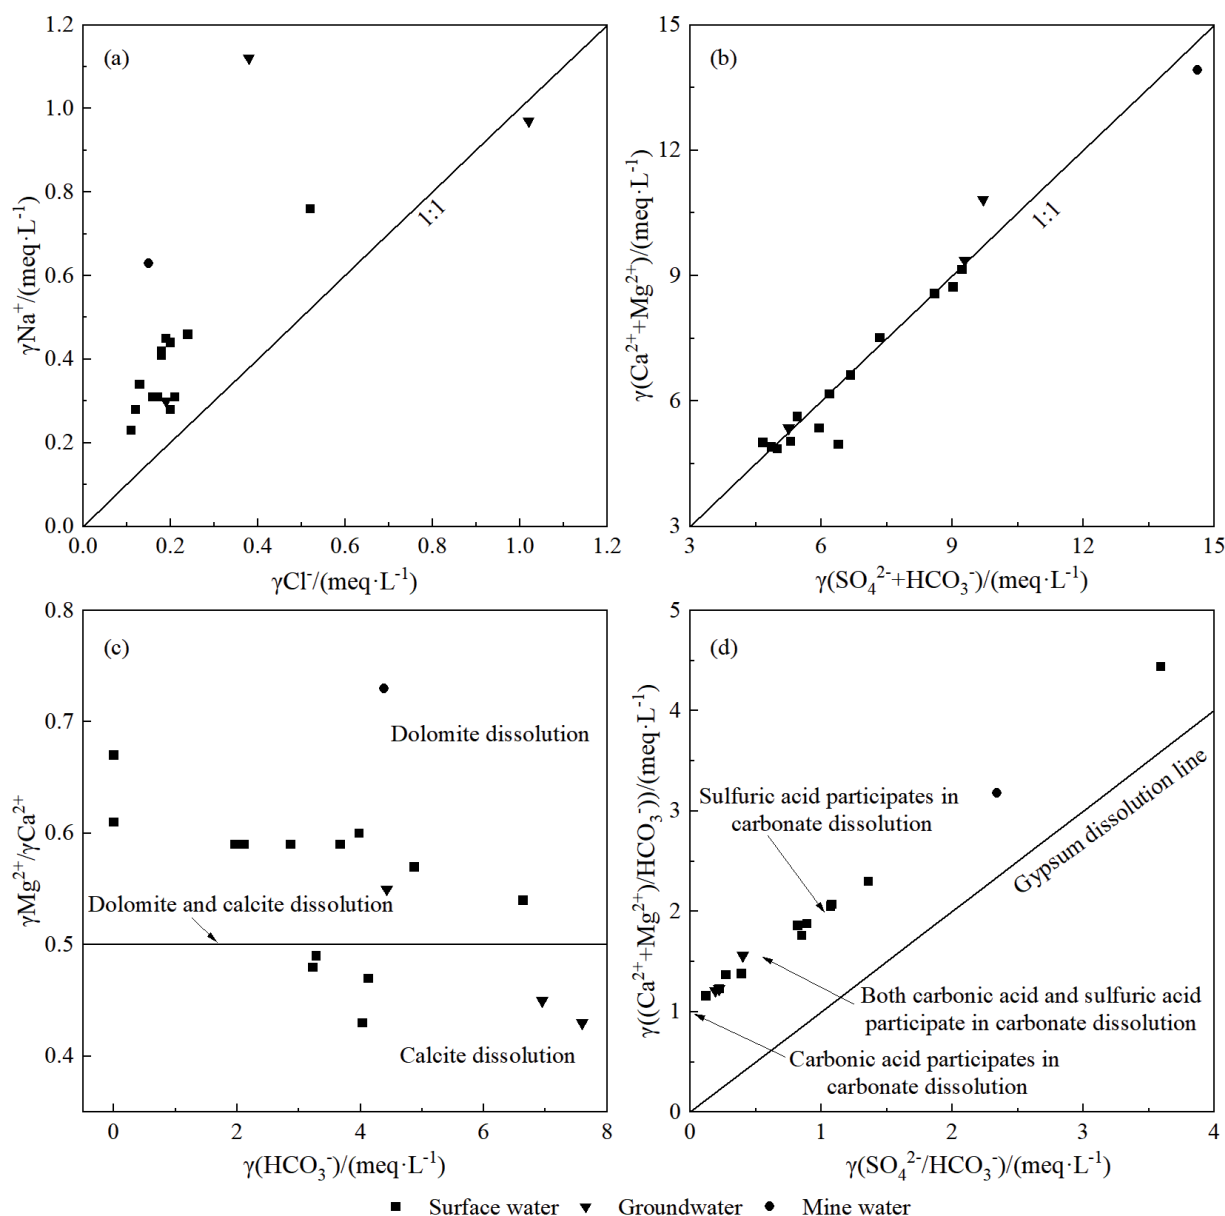 (a)
1.2
1.0
0.8
0.6
0.4
0.2
0.0
γNa⁺/(meq·L⁻¹)
1:1
0.0 0.2 0.4 0.6 0.8 1.0 1.2
γCl⁻/(meq·L⁻¹)
(b)
15
12
9
6
3
γ(Ca²⁺+Mg²⁺)/(meq·L⁻¹)
1:1
3 6 9 12 15
γ(SO₄²⁻+HCO₃⁻)/(meq·L⁻¹)
(c)
0.8
0.7
0.6
0.5
0.4
γMg²⁺/γCa²⁺
Dolomite dissolution
Dolomite and calcite dissolution
Calcite dissolution
0 2 4 6 8
γ(HCO₃⁻)/(meq·L⁻¹)
(d)
5
4
3
2
1
0
γ((Ca²⁺+Mg²⁺)/HCO₃⁻))/(meq·L⁻¹)
Sulfuric acid participates in
carbonate dissolution
Gypsum dissolution line
Both carbonic acid and sulfuric acid
participate in carbonate dissolution
Carbonic acid participates in
carbonate dissolution
0 1 2 3 4
γ(SO₄²⁻/HCO₃⁻)/(meq·L⁻¹)
Surface water Groundwater Mine water